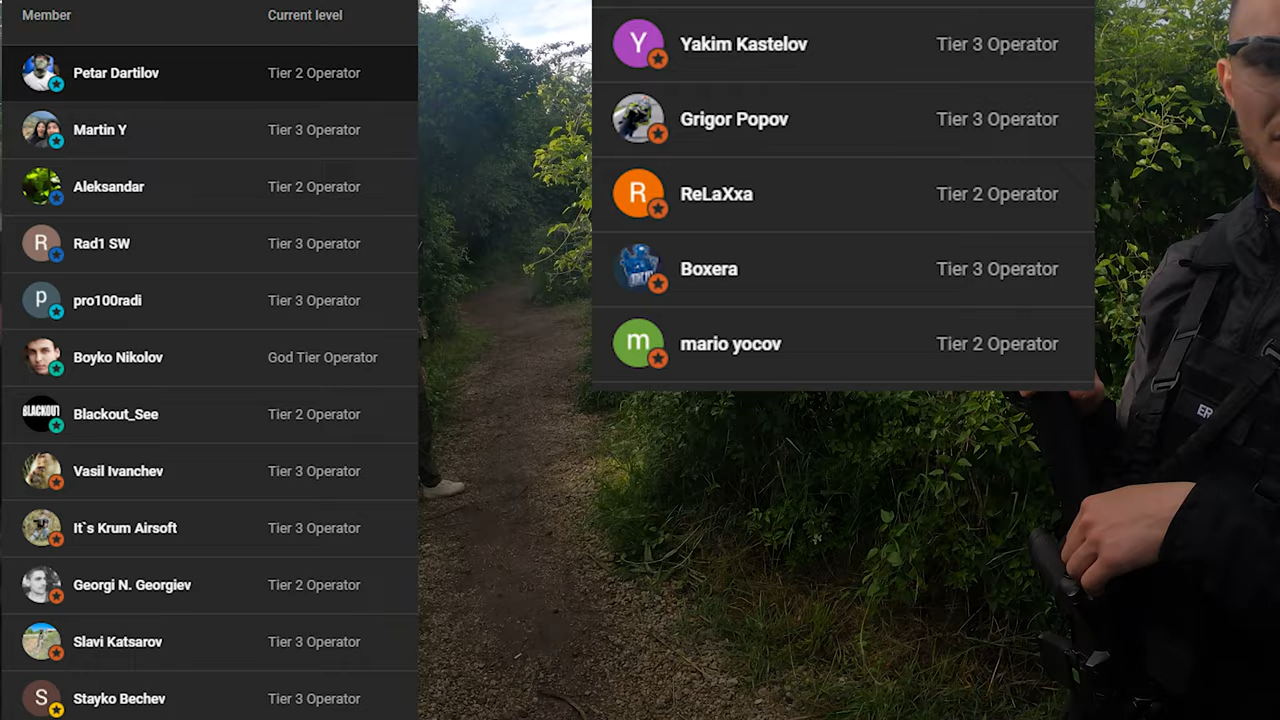 Member Current level
Petar Dartilov Tier 2 Operator
Martin Y Tier 3 Operator
Aleksandar Tier 2 Operator
R Rad1 SW Tier 3 Operator
p pro100radi Tier 3 Operator
Boyko Nikolov God Tier Operator
BLACKOUT Blackout_See Tier 2 Operator
Vasil Ivanchev Tier 3 Operator
It`s Krum Airsoft Tier 3 Operator
Georgi N. Georgiev Tier 2 Operator
Slavi Katsarov Tier 3 Operator
S Stayko Bechev Tier 3 Operator
Y Yakim Kastelov Tier 3 Operator
Grigor Popov Tier 3 Operator
R ReLaXxa Tier 2 Operator
Boxera Tier 3 Operator
m mario yocov Tier 2 Operator
ER